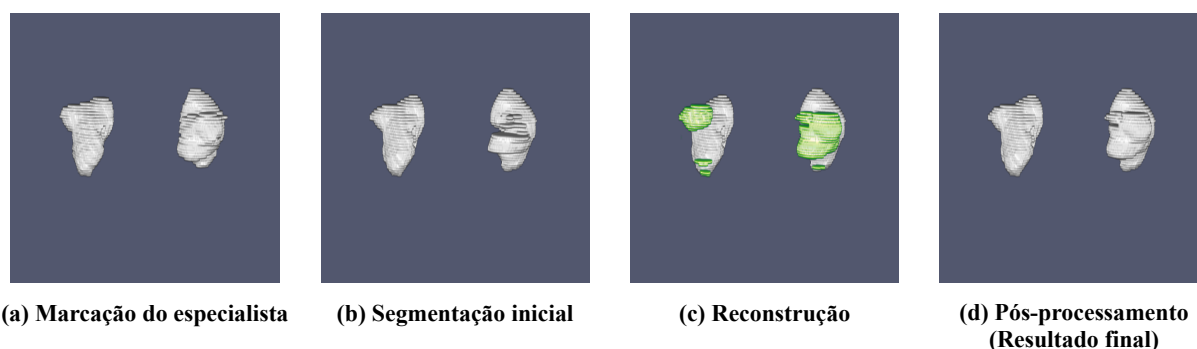 (a) Marcação do especialista
(b) Segmentação inicial
(c) Reconstrução
(d) Pós-processamento
(Resultado final)